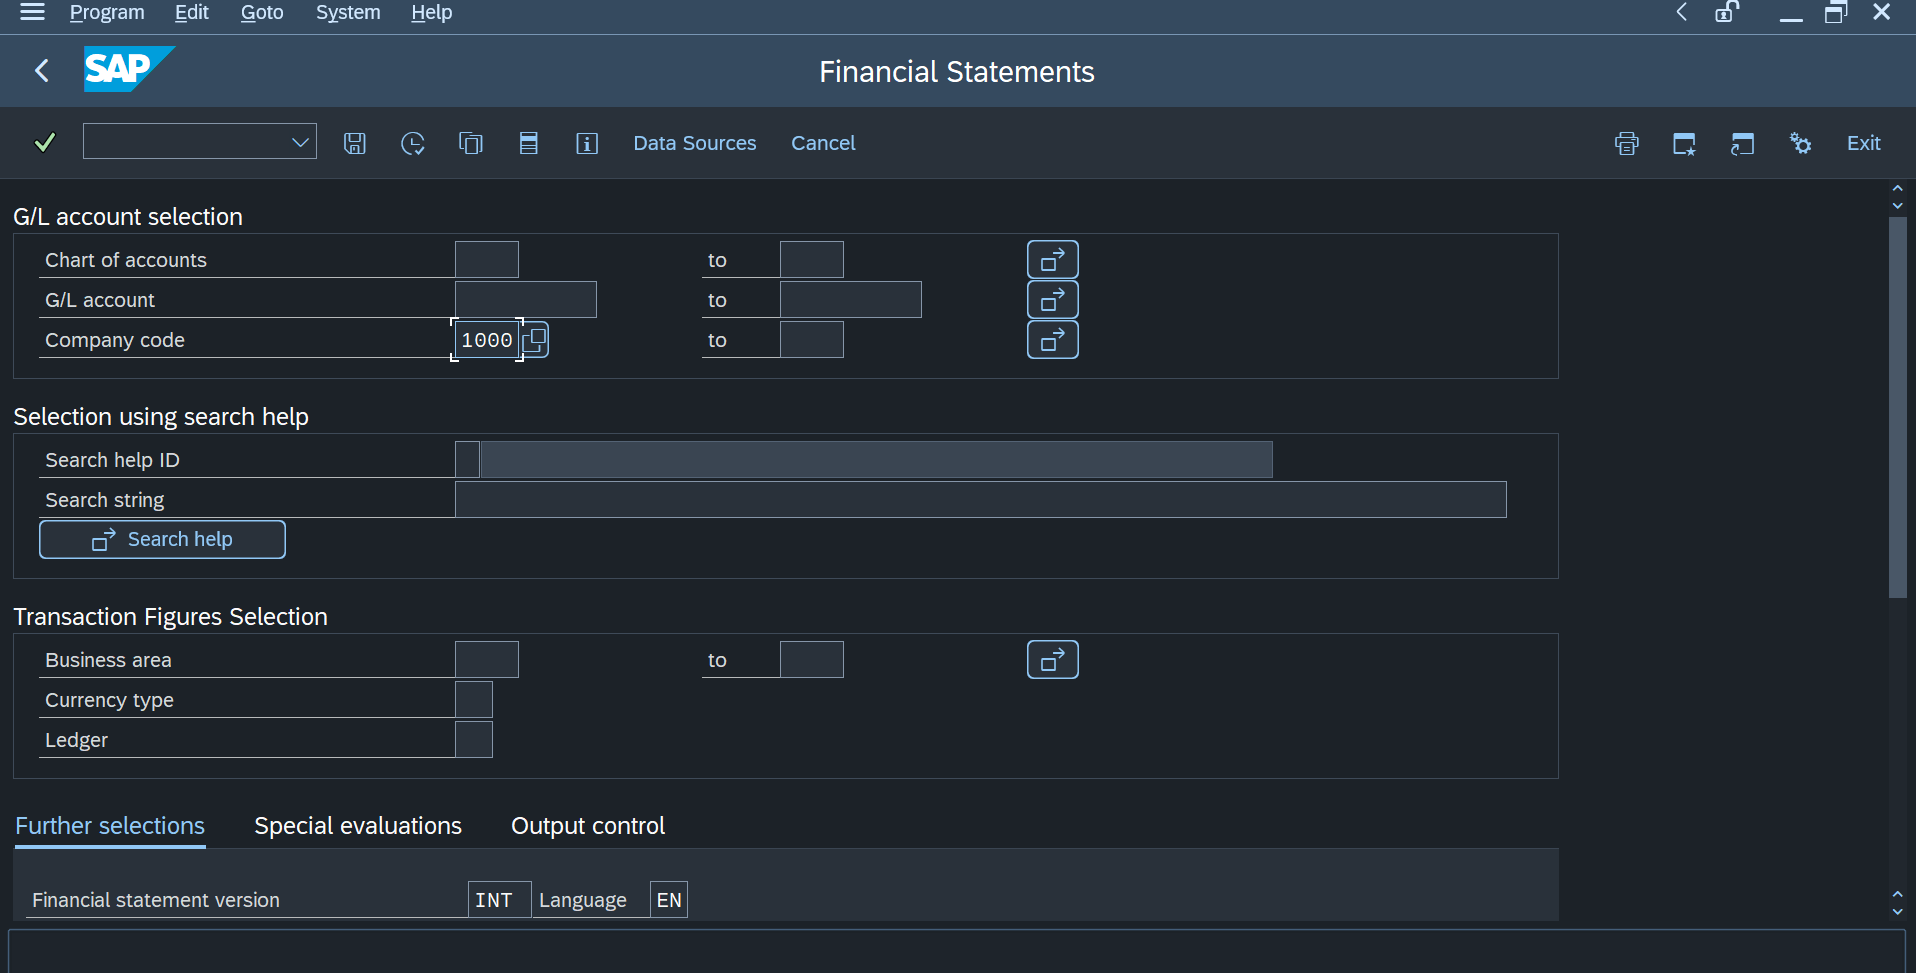 Program Edit Goto System Help
SAP Financial Statements
Data Sources Cancel Exit
G/L account selection
Chart of accounts to
G/L account to
Company code 1000 to
Selection using search help
Search help ID
Search string
Search help
Transaction Figures Selection
Business area to
Currency type
Ledger
Further selections Special evaluations Output control
Financial statement version INT Language EN